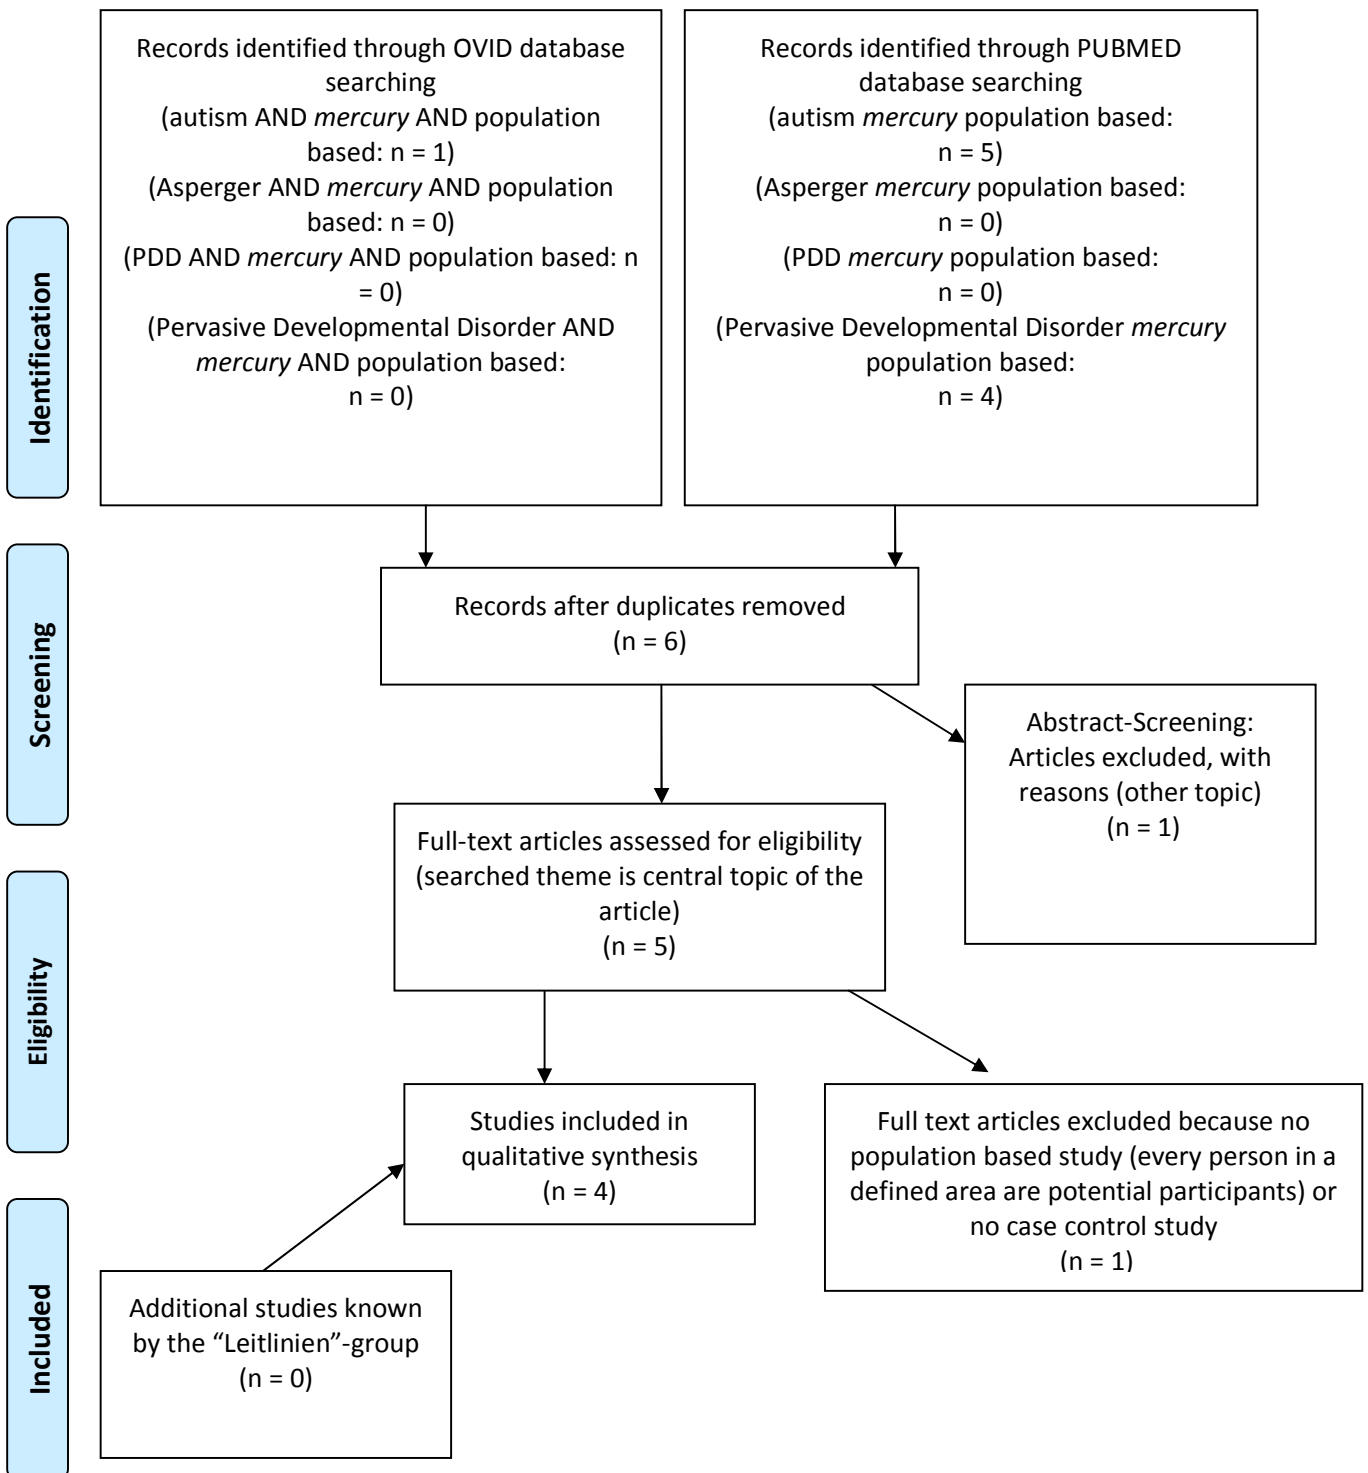 Records identified through OVID database
searching
(autism AND mercury AND population
based: n = 1)
(Asperger AND mercury AND population
based: n = 0)
(PDD AND mercury AND population based: n
= 0)
(Pervasive Developmental Disorder AND
mercury AND population based:
n = 0)
Records identified through PUBMED
database searching
(autism mercury population based:
n = 5)
(Asperger mercury population based:
n = 0)
(PDD mercury population based:
n = 0)
(Pervasive Developmental Disorder mercury
population based:
n = 4)
Identification
Records after duplicates removed
(n = 6)
Screening
Abstract-Screening:
Articles excluded, with
reasons (other topic)
(n = 1)
Full-text articles assessed for eligibility
(searched theme is central topic of the
article)
(n = 5)
Eligibility
Studies included in
qualitative synthesis
(n = 4)
Full text articles excluded because no
population based study (every person in a
defined area are potential participants) or
no case control study
(n = 1)
Included
Additional studies known
by the “Leitlinien”-group
(n = 0)